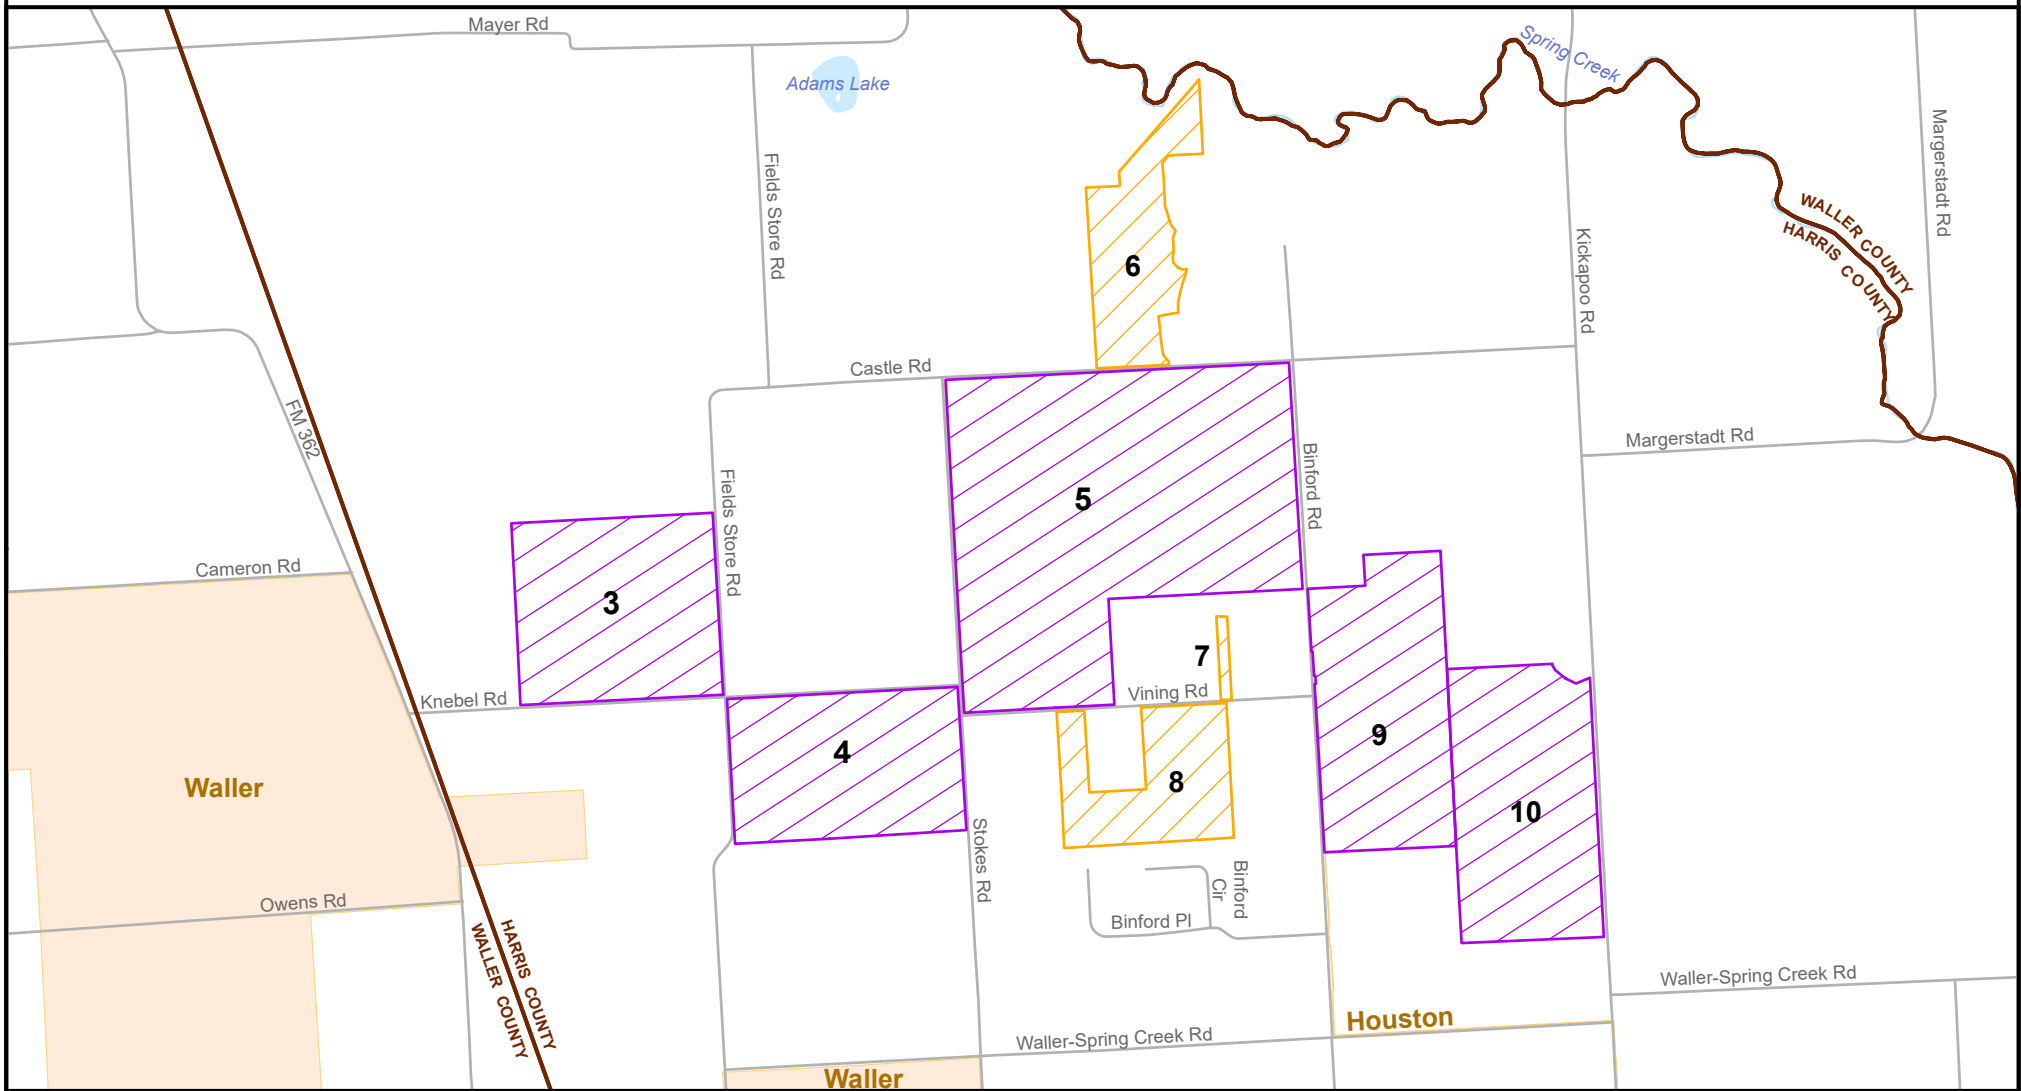 Mayer Rd
Spring Creek
Adams Lake
Fields Store Rd
Margerstadt Rd
WALLER COUNTY
HARRIS COUNTY
Kickapoo Rd
6
Castle Rd
FM 362
Margerstadt Rd
Binford Rd
Fields Store Rd
5
Cameron Rd
3
7
Knebel Rd
Vining Rd
9
4
8
Waller
10
Stokes Rd
Binford
Cir
Owens Rd
Binford Pl
HARRIS COUNTY
WALLER COUNTY
Waller-Spring Creek Rd
Houston
Waller-Spring Creek Rd
Waller